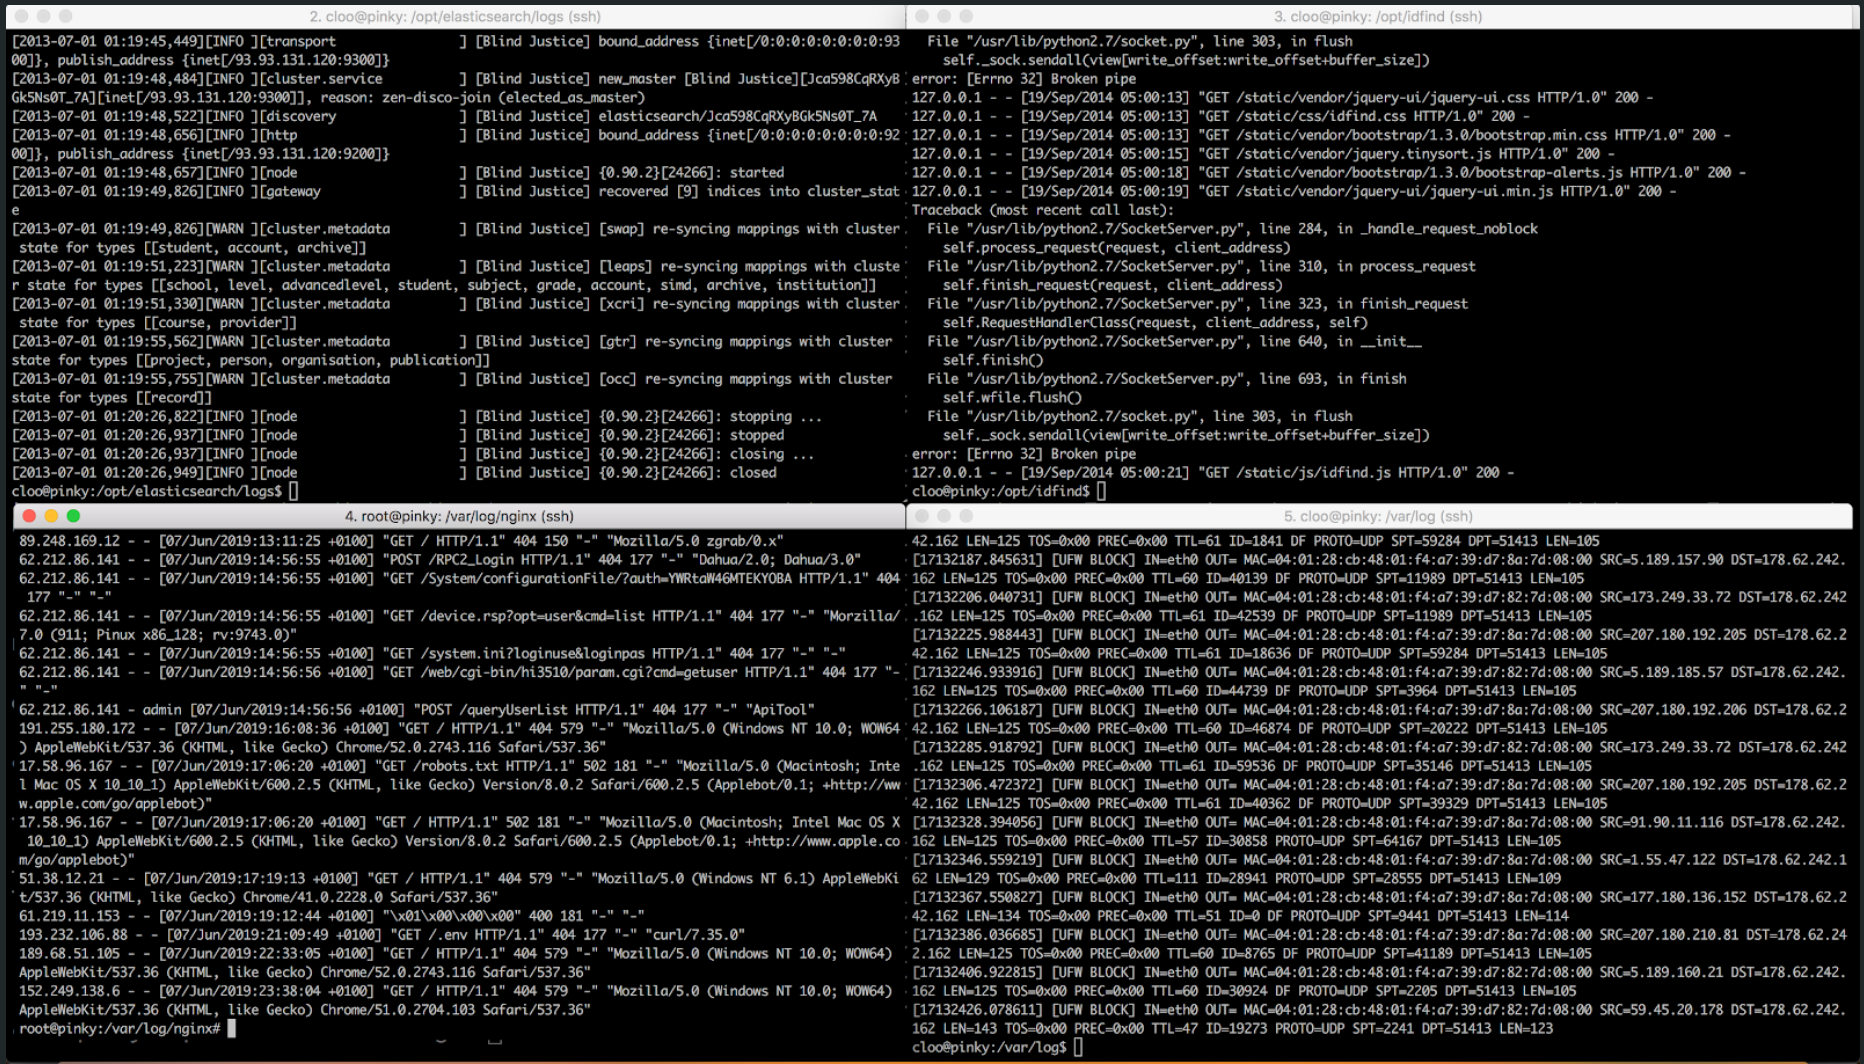 2. cloo@pinky: /opt/elasticsearch/logs (ssh)
[2013-07-01 01:19:45,449][INFO ][transport                ] [Blind Justice] bound_address {inet[/0:0:0:0:0:0:0:0:93
00]}, publish_address {inet[/93.93.131.120:9300]}
[2013-07-01 01:19:48,484][INFO ][cluster.service          ] [Blind Justice] new_master [Blind Justice][Jca598CqRXyB
Gk5Ns0T_7A][inet[/93.93.131.120:9300]], reason: zen-disco-join (elected_as_master)
[2013-07-01 01:19:48,522][INFO ][discovery                ] [Blind Justice] elasticsearch/Jca598CqRXyBGk5Ns0T_7A
[2013-07-01 01:19:48,656][INFO ][http                     ] [Blind Justice] bound_address {inet[/0:0:0:0:0:0:0:0:92
00]}, publish_address {inet[/93.93.131.120:9200]}
[2013-07-01 01:19:48,657][INFO ][node                     ] [Blind Justice] {0.90.2}[24266]: started
[2013-07-01 01:19:49,826][INFO ][gateway                  ] [Blind Justice] recovered [9] indices into cluster_stat
e
[2013-07-01 01:19:49,826][WARN ][cluster.metadata         ] [Blind Justice] [swap] re-syncing mappings with cluster
 state for types [[student, account, archive]]
[2013-07-01 01:19:51,223][WARN ][cluster.metadata         ] [Blind Justice] [leaps] re-syncing mappings with cluste
r state for types [[school, level, advancedlevel, student, subject, grade, account, simd, archive, institution]]
[2013-07-01 01:19:51,330][WARN ][cluster.metadata         ] [Blind Justice] [xcri] re-syncing mappings with cluster
 state for types [[course, provider]]
[2013-07-01 01:19:55,562][WARN ][cluster.metadata         ] [Blind Justice] [gtr] re-syncing mappings with cluster
state for types [[project, person, organisation, publication]]
[2013-07-01 01:19:55,755][WARN ][cluster.metadata         ] [Blind Justice] [occ] re-syncing mappings with cluster
state for types [[record]]
[2013-07-01 01:20:26,822][INFO ][node                     ] [Blind Justice] {0.90.2}[24266]: stopping ...
[2013-07-01 01:20:26,937][INFO ][node                     ] [Blind Justice] {0.90.2}[24266]: stopped
[2013-07-01 01:20:26,937][INFO ][node                     ] [Blind Justice] {0.90.2}[24266]: closing ...
[2013-07-01 01:20:26,949][INFO ][node                     ] [Blind Justice] {0.90.2}[24266]: closed
cloo@pinky:/opt/elasticsearch/logs$
3. cloo@pinky: /opt/idfind (ssh)
  File "/usr/lib/python2.7/socket.py", line 303, in flush
    self._sock.sendall(view[write_offset:write_offset+buffer_size])
error: [Errno 32] Broken pipe
127.0.0.1 - - [19/Sep/2014 05:00:13] "GET /static/vendor/jquery-ui/jquery-ui.css HTTP/1.0" 200 -
127.0.0.1 - - [19/Sep/2014 05:00:13] "GET /static/css/idfind.css HTTP/1.0" 200 -
127.0.0.1 - - [19/Sep/2014 05:00:13] "GET /static/vendor/bootstrap/1.3.0/bootstrap.min.css HTTP/1.0" 200 -
127.0.0.1 - - [19/Sep/2014 05:00:15] "GET /static/vendor/jquery.tinysort.js HTTP/1.0" 200 -
127.0.0.1 - - [19/Sep/2014 05:00:18] "GET /static/vendor/bootstrap/1.3.0/bootstrap-alerts.js HTTP/1.0" 200 -
127.0.0.1 - - [19/Sep/2014 05:00:19] "GET /static/vendor/jquery-ui/jquery-ui.min.js HTTP/1.0" 200 -
Traceback (most recent call last):
  File "/usr/lib/python2.7/SocketServer.py", line 284, in _handle_request_noblock
    self.process_request(request, client_address)
  File "/usr/lib/python2.7/SocketServer.py", line 310, in process_request
    self.finish_request(request, client_address)
  File "/usr/lib/python2.7/SocketServer.py", line 323, in finish_request
    self.RequestHandlerClass(request, client_address, self)
  File "/usr/lib/python2.7/SocketServer.py", line 640, in __init__
    self.finish()
  File "/usr/lib/python2.7/SocketServer.py", line 693, in finish
    self.wfile.flush()
  File "/usr/lib/python2.7/socket.py", line 303, in flush
    self._sock.sendall(view[write_offset:write_offset+buffer_size])
error: [Errno 32] Broken pipe
127.0.0.1 - - [19/Sep/2014 05:00:21] "GET /static/js/idfind.js HTTP/1.0" 200 -
cloo@pinky:/opt/idfind$
4. root@pinky: /var/log/nginx (ssh)
89.248.169.12 - - [07/Jun/2019:13:11:25 +0100] "GET / HTTP/1.1" 404 150 "-" "Mozilla/5.0 zgrab/0.x"
62.212.86.141 - - [07/Jun/2019:14:56:55 +0100] "POST /RPC2_Login HTTP/1.1" 404 177 "-" "Dahua/2.0; Dahua/3.0"
62.212.86.141 - - [07/Jun/2019:14:56:55 +0100] "GET /System/configurationFile/?auth=YWRtaW46MTEKYOBA HTTP/1.1" 404
 177 "-" "-"
62.212.86.141 - - [07/Jun/2019:14:56:55 +0100] "GET /device.rsp?opt=user&cmd=list HTTP/1.1" 404 177 "-" "Morzilla/
7.0 (911; Pinux x86_128; rv:9743.0)"
62.212.86.141 - - [07/Jun/2019:14:56:55 +0100] "GET /system.ini?loginuse&loginpas HTTP/1.1" 404 177 "-" "-"
62.212.86.141 - - [07/Jun/2019:14:56:56 +0100] "GET /web/cgi-bin/hi3510/param.cgi?cmd=getuser HTTP/1.1" 404 177 "-
" "-"
62.212.86.141 - admin [07/Jun/2019:14:56:56 +0100] "POST /queryUserList HTTP/1.1" 404 177 "-" "ApiTool"
191.255.180.172 - - [07/Jun/2019:16:08:36 +0100] "GET / HTTP/1.1" 404 579 "-" "Mozilla/5.0 (Windows NT 10.0; WOW64
) AppleWebKit/537.36 (KHTML, like Gecko) Chrome/52.0.2743.116 Safari/537.36"
17.58.96.167 - - [07/Jun/2019:17:06:20 +0100] "GET /robots.txt HTTP/1.1" 502 181 "-" "Mozilla/5.0 (Macintosh; Inte
l Mac OS X 10_10_1) AppleWebKit/600.2.5 (KHTML, like Gecko) Version/8.0.2 Safari/600.2.5 (Applebot/0.1; +http://ww
w.apple.com/go/applebot)"
17.58.96.167 - - [07/Jun/2019:17:06:20 +0100] "GET / HTTP/1.1" 502 181 "-" "Mozilla/5.0 (Macintosh; Intel Mac OS X
 10_10_1) AppleWebKit/600.2.5 (KHTML, like Gecko) Version/8.0.2 Safari/600.2.5 (Applebot/0.1; +http://www.apple.co
m/go/applebot)"
51.38.12.21 - - [07/Jun/2019:17:19:13 +0100] "GET / HTTP/1.1" 404 579 "-" "Mozilla/5.0 (Windows NT 6.1) AppleWebKi
t/537.36 (KHTML, like Gecko) Chrome/41.0.2228.0 Safari/537.36"
61.219.11.153 - - [07/Jun/2019:19:12:44 +0100] "\x01\x00\x00\x00" 400 181 "-" "-"
193.232.106.88 - - [07/Jun/2019:21:09:49 +0100] "GET /.env HTTP/1.1" 404 177 "-" "curl/7.35.0"
189.68.51.105 - - [07/Jun/2019:22:33:05 +0100] "GET / HTTP/1.1" 404 579 "-" "Mozilla/5.0 (Windows NT 10.0; WOW64)
AppleWebKit/537.36 (KHTML, like Gecko) Chrome/52.0.2743.116 Safari/537.36"
152.249.138.6 - - [07/Jun/2019:23:38:04 +0100] "GET / HTTP/1.1" 404 579 "-" "Mozilla/5.0 (Windows NT 10.0; WOW64)
AppleWebKit/537.36 (KHTML, like Gecko) Chrome/51.0.2704.103 Safari/537.36"
root@pinky:/var/log/nginx#
5. cloo@pinky: /var/log (ssh)
42.162 LEN=125 TOS=0x00 PREC=0x00 TTL=61 ID=1841 DF PROTO=UDP SPT=59284 DPT=51413 LEN=105
[17132187.845631] [UFW BLOCK] IN=eth0 OUT= MAC=04:01:28:cb:48:01:f4:a7:39:d7:8a:7d:08:00 SRC=5.189.157.90 DST=178.62.242.
162 LEN=125 TOS=0x00 PREC=0x00 TTL=60 ID=40139 DF PROTO=UDP SPT=11989 DPT=51413 LEN=105
[17132206.040731] [UFW BLOCK] IN=eth0 OUT= MAC=04:01:28:cb:48:01:f4:a7:39:d7:82:7d:08:00 SRC=173.249.33.72 DST=178.62.242
.162 LEN=125 TOS=0x00 PREC=0x00 TTL=61 ID=42539 DF PROTO=UDP SPT=11989 DPT=51413 LEN=105
[17132225.988443] [UFW BLOCK] IN=eth0 OUT= MAC=04:01:28:cb:48:01:f4:a7:39:d7:8a:7d:08:00 SRC=207.180.192.205 DST=178.62.2
42.162 LEN=125 TOS=0x00 PREC=0x00 TTL=61 ID=18636 DF PROTO=UDP SPT=59284 DPT=51413 LEN=105
[17132246.933916] [UFW BLOCK] IN=eth0 OUT= MAC=04:01:28:cb:48:01:f4:a7:39:d7:8a:7d:08:00 SRC=5.189.185.57 DST=178.62.242.
162 LEN=125 TOS=0x00 PREC=0x00 TTL=60 ID=44739 DF PROTO=UDP SPT=3964 DPT=51413 LEN=105
[17132266.106187] [UFW BLOCK] IN=eth0 OUT= MAC=04:01:28:cb:48:01:f4:a7:39:d7:82:7d:08:00 SRC=207.180.192.206 DST=178.62.2
42.162 LEN=125 TOS=0x00 PREC=0x00 TTL=60 ID=46874 DF PROTO=UDP SPT=20222 DPT=51413 LEN=105
[17132285.918792] [UFW BLOCK] IN=eth0 OUT= MAC=04:01:28:cb:48:01:f4:a7:39:d7:82:7d:08:00 SRC=173.249.33.72 DST=178.62.242
.162 LEN=125 TOS=0x00 PREC=0x00 TTL=61 ID=59536 DF PROTO=UDP SPT=35146 DPT=51413 LEN=105
[17132306.472372] [UFW BLOCK] IN=eth0 OUT= MAC=04:01:28:cb:48:01:f4:a7:39:d7:8a:7d:08:00 SRC=207.180.192.205 DST=178.62.2
42.162 LEN=125 TOS=0x00 PREC=0x00 TTL=61 ID=40362 DF PROTO=UDP SPT=39329 DPT=51413 LEN=105
[17132328.394056] [UFW BLOCK] IN=eth0 OUT= MAC=04:01:28:cb:48:01:f4:a7:39:d7:8a:7d:08:00 SRC=91.90.11.116 DST=178.62.242.
162 LEN=125 TOS=0x00 PREC=0x00 TTL=57 ID=30858 PROTO=UDP SPT=64167 DPT=51413 LEN=105
[17132346.559219] [UFW BLOCK] IN=eth0 OUT= MAC=04:01:28:cb:48:01:f4:a7:39:d7:8a:7d:08:00 SRC=1.55.47.122 DST=178.62.242.1
62 LEN=129 TOS=0x00 PREC=0x00 TTL=111 ID=28941 PROTO=UDP SPT=28555 DPT=51413 LEN=109
[17132367.550827] [UFW BLOCK] IN=eth0 OUT= MAC=04:01:28:cb:48:01:f4:a7:39:d7:82:7d:08:00 SRC=177.180.136.152 DST=178.62.2
42.162 LEN=134 TOS=0x00 PREC=0x00 TTL=51 ID=0 DF PROTO=UDP SPT=9441 DPT=51413 LEN=114
[17132386.036685] [UFW BLOCK] IN=eth0 OUT= MAC=04:01:28:cb:48:01:f4:a7:39:d7:82:7d:08:00 SRC=207.180.210.81 DST=178.62.24
2.162 LEN=125 TOS=0x00 PREC=0x00 TTL=60 ID=8765 DF PROTO=UDP SPT=41189 DPT=51413 LEN=105
[17132406.922815] [UFW BLOCK] IN=eth0 OUT= MAC=04:01:28:cb:48:01:f4:a7:39:d7:82:7d:08:00 SRC=5.189.160.21 DST=178.62.242.
162 LEN=125 TOS=0x00 PREC=0x00 TTL=60 ID=30924 DF PROTO=UDP SPT=2205 DPT=51413 LEN=105
[17132426.078611] [UFW BLOCK] IN=eth0 OUT= MAC=04:01:28:cb:48:01:f4:a7:39:d7:8a:7d:08:00 SRC=59.45.20.178 DST=178.62.242.
162 LEN=143 TOS=0x00 PREC=0x00 TTL=47 ID=19273 PROTO=UDP SPT=2241 DPT=51413 LEN=123
cloo@pinky:/var/log$